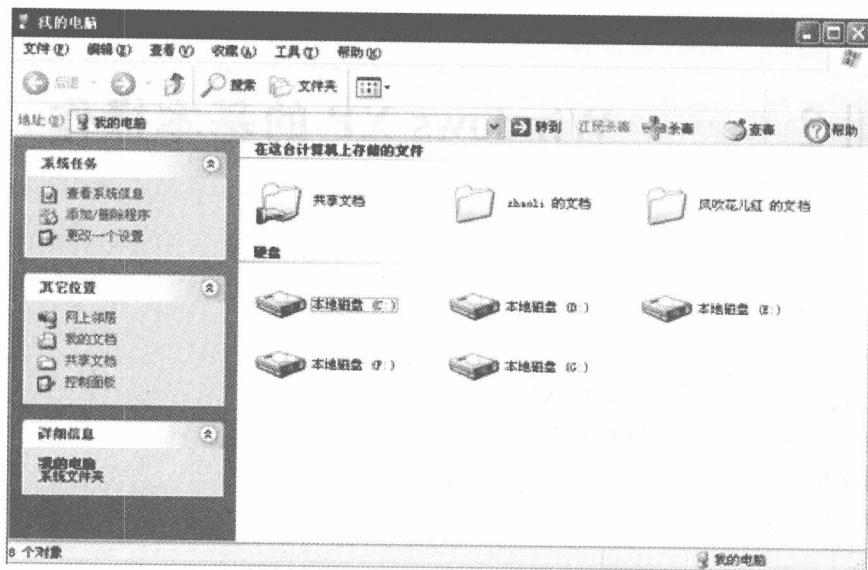 我的电脑
文件(F) 编辑(E) 查看(V) 收藏(A) 工具(T) 帮助(H)
后退 搜索 文件夹
地址(D) 我的电脑 转到 江民杀毒 杀毒 查毒 帮助
系统任务
查看系统信息
添加/删除程序
更改一个设置
其它位置
网上邻居
我的文档
共享文档
控制面板
详细信息
我的电脑
系统文件夹
在这台计算机上存储的文件
共享文档 zhaoli 的文档 风吹花儿红 的文档
硬盘
本地磁盘 (C:) 本地磁盘 (D:) 本地磁盘 (E:)
本地磁盘 (F:) 本地磁盘 (G:)
8 个对象 我的电脑